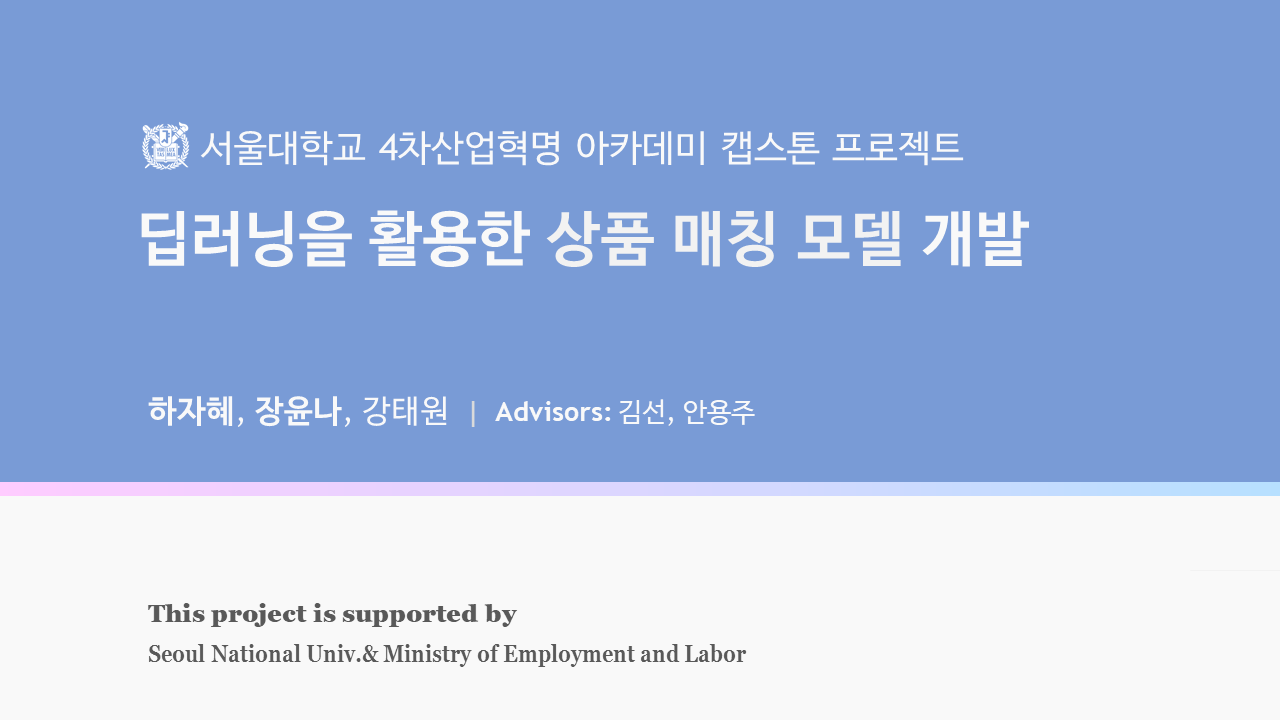 서울대학교 4차산업혁명 아카데미 캡스톤 프로젝트
딥러닝을 활용한 상품 매칭 모델 개발
하자혜, 장윤나, 강태원 | Advisors: 김선, 안용주
This project is supported by
Seoul National Univ.& Ministry of Employment and Labor